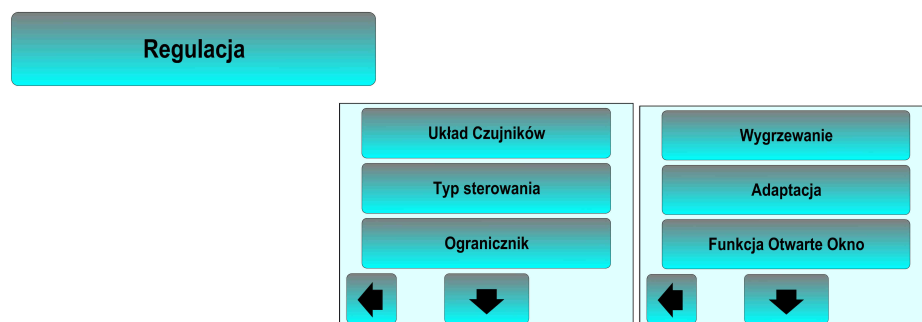 Regulacja
Układ Czujników
Typ sterowania
Ogranicznik
Wygrzewanie
Adaptacja
Funkcja Otwarte Okno